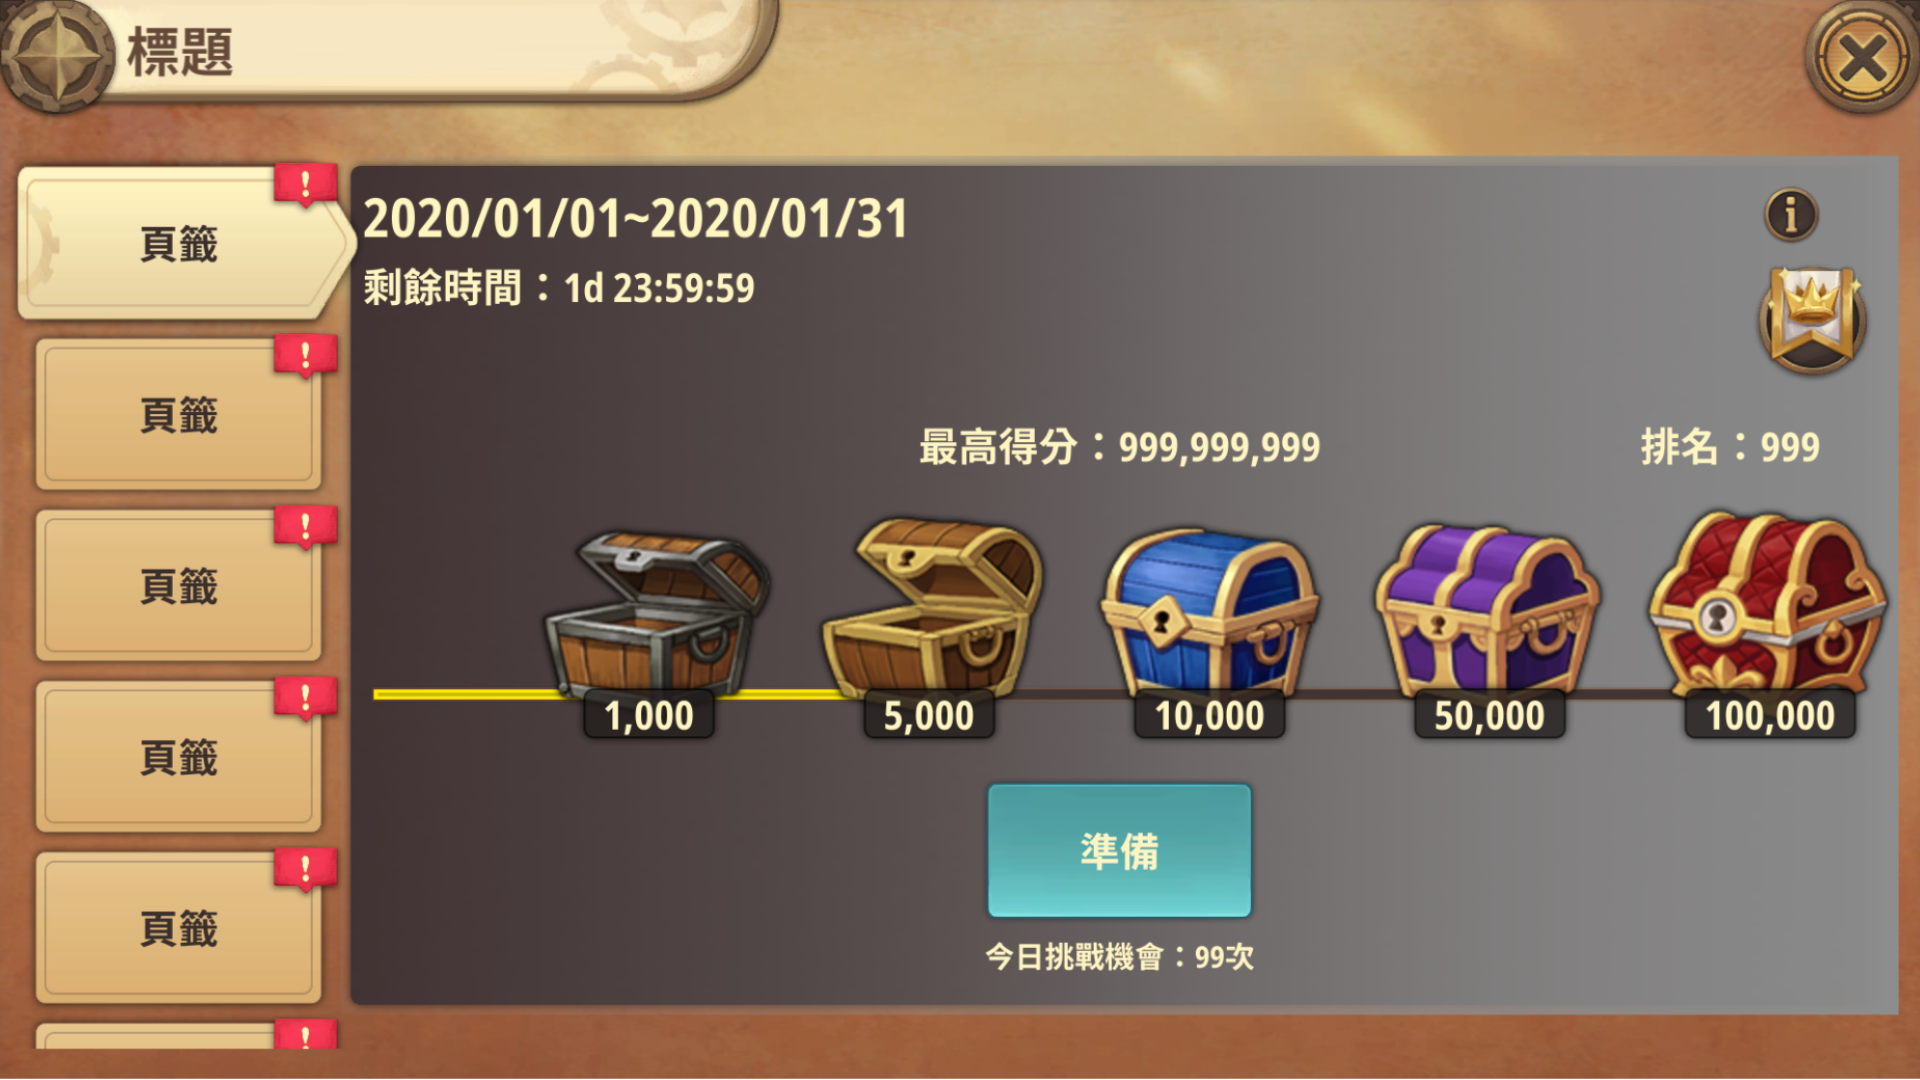 標題
頁籤
!
頁籤
!
頁籤
!
頁籤
!
頁籤
!
!
2020/01/01~2020/01/31
剩餘時間：1d 23:59:59
i
最高得分：999,999,999
排名：999
1,000
5,000
10,000
50,000
100,000
準備
今日挑戰機會：99次